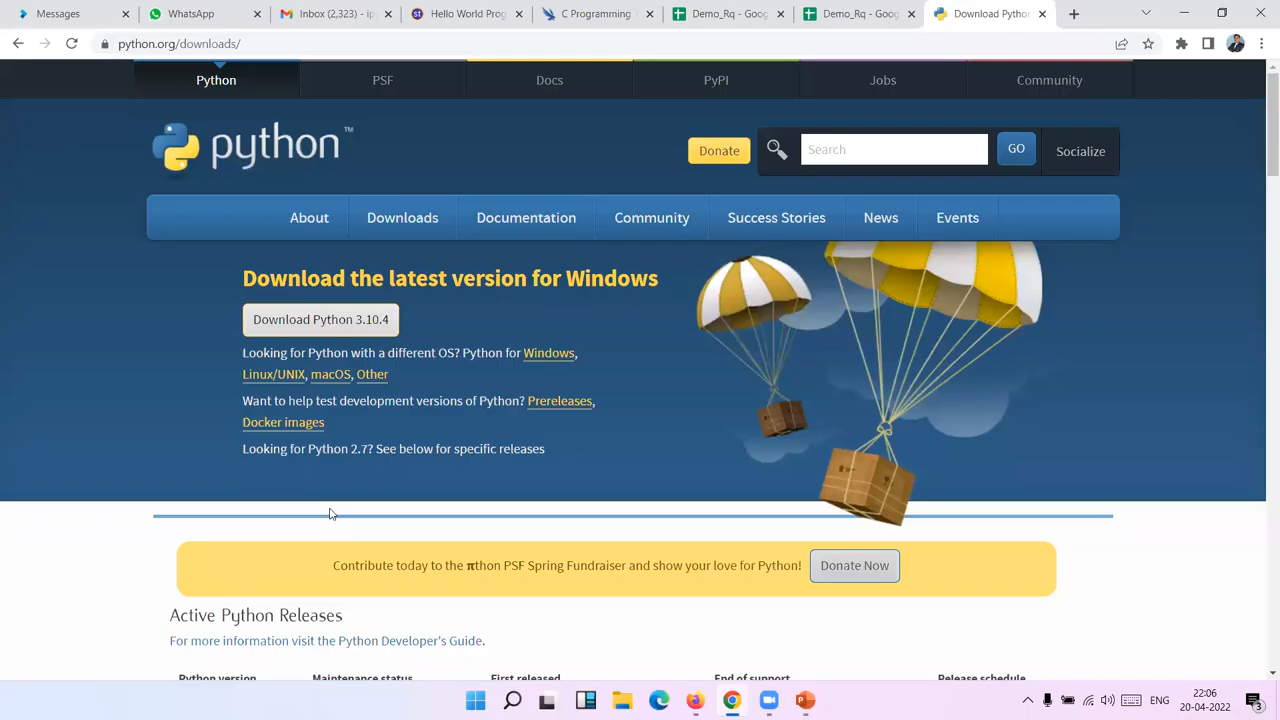 Messages
WhatsApp
Inbox (2,323) - ip
Hello World Prog
C Programming T
Demo_Rq - Goog
Demo_Rq - Goog
Download Python
python.org/downloads/
Python
PSF
Docs
PyPI
Jobs
Community
python™
Donate
Search
GO
Socialize
About
Downloads
Documentation
Community
Success Stories
News
Events
Download the latest version for Windows
Download Python 3.10.4
Looking for Python with a different OS? Python for Windows,
Linux/UNIX, macOS, Other
Want to help test development versions of Python? Prereleases,
Docker images
Looking for Python 2.7? See below for specific releases
Contribute today to the πthon PSF Spring Fundraiser and show your love for Python!
Donate Now
Active Python Releases
For more information visit the Python Developer's Guide.
Python version
Maintenance status
First released
End of support
Release schedule
ENG
22:06
20-04-2022
3